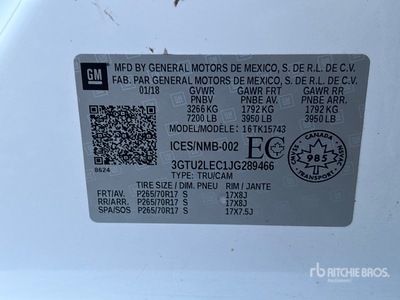 GM
MFD BY GENERAL MOTORS DE MEXICO, S. DE R.L. DE C.V.
FAB. PAR GENERAL MOTORS DE MEXICO, S. DE R.L. DE C.V.
01/18 GVWR GAWR FRT GAWR RR
PNBV PNBE AV. PNBE ARR.
3266 KG 1792 KG 1792 KG
7200 LB 3950 LB 3950 LB
MODEL/MODELE: 16TK15743
ICES/NMB-002 EC CANADA 985
3GTU2LEC1JG289466
8624 TYPE: TRU/CAM
TIRE SIZE / DIM. PNEU RIM / JANTE
FRT/AV. P265/70R17 S 17X8J
RR/ARR. P265/70R17 S 17X8J
SPA/SOS P265/70R17 S 17X7.5J
rb RITCHIE BROS.